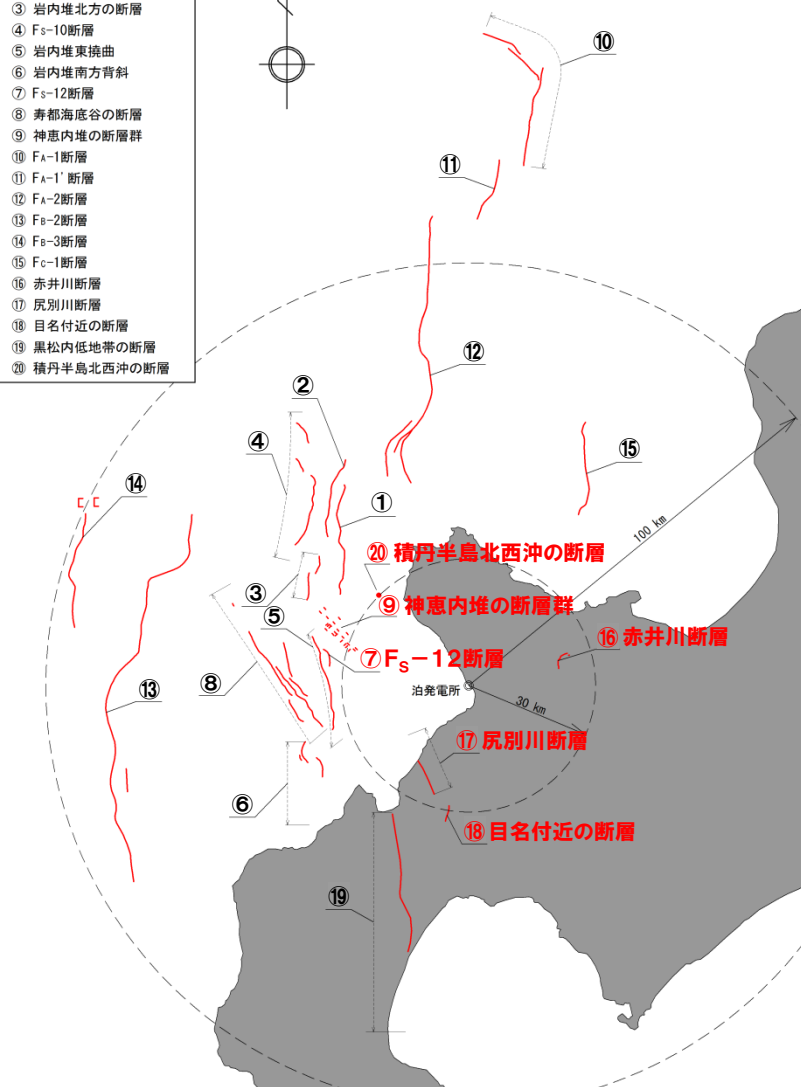 ③ 岩内堆北方の断層
④ Fs-10断層
⑤ 岩内堆東撓曲
⑥ 岩内堆南方背斜
⑦ Fs-12断層
⑧ 寿都海底谷の断層
⑨ 神恵内堆の断層群
⑩ FA-1断層
⑪ FA-1'断層
⑫ FA-2断層
⑬ FB-2断層
⑭ FB-3断層
⑮ FC-1断層
⑯ 赤井川断層
⑰ 尻別川断層
⑱ 目名付近の断層
⑲ 黒松内低地帯の断層
⑳ 積丹半島北西沖の断層
⑩
⑪
⑫
②
④
⑮
⑭
①
100 km
⑳ 積丹半島北西沖の断層
③
⑨ 神恵内堆の断層群
⑤
⑯ 赤井川断層
⑦ FS-12断層
⑧
⑬
泊発電所
30 km
⑰ 尻別川断層
⑥
⑱ 目名付近の断層
⑲